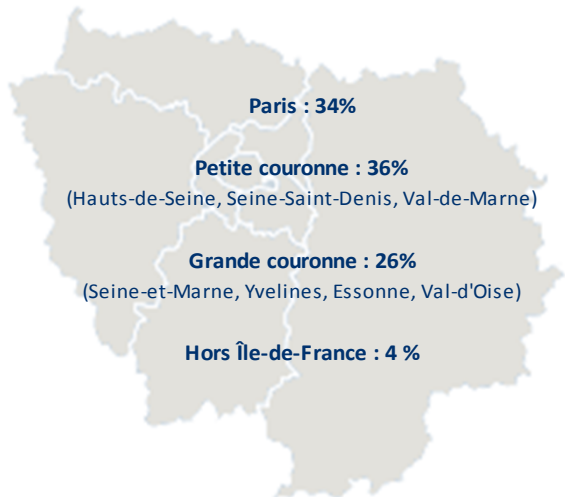 Paris : 34%
Petite couronne : 36%
(Hauts-de-Seine, Seine-Saint-Denis, Val-de-Marne)
Grande couronne : 26%
(Seine-et-Marne, Yvelines, Essonne, Val-d'Oise)
Hors Île-de-France : 4 %